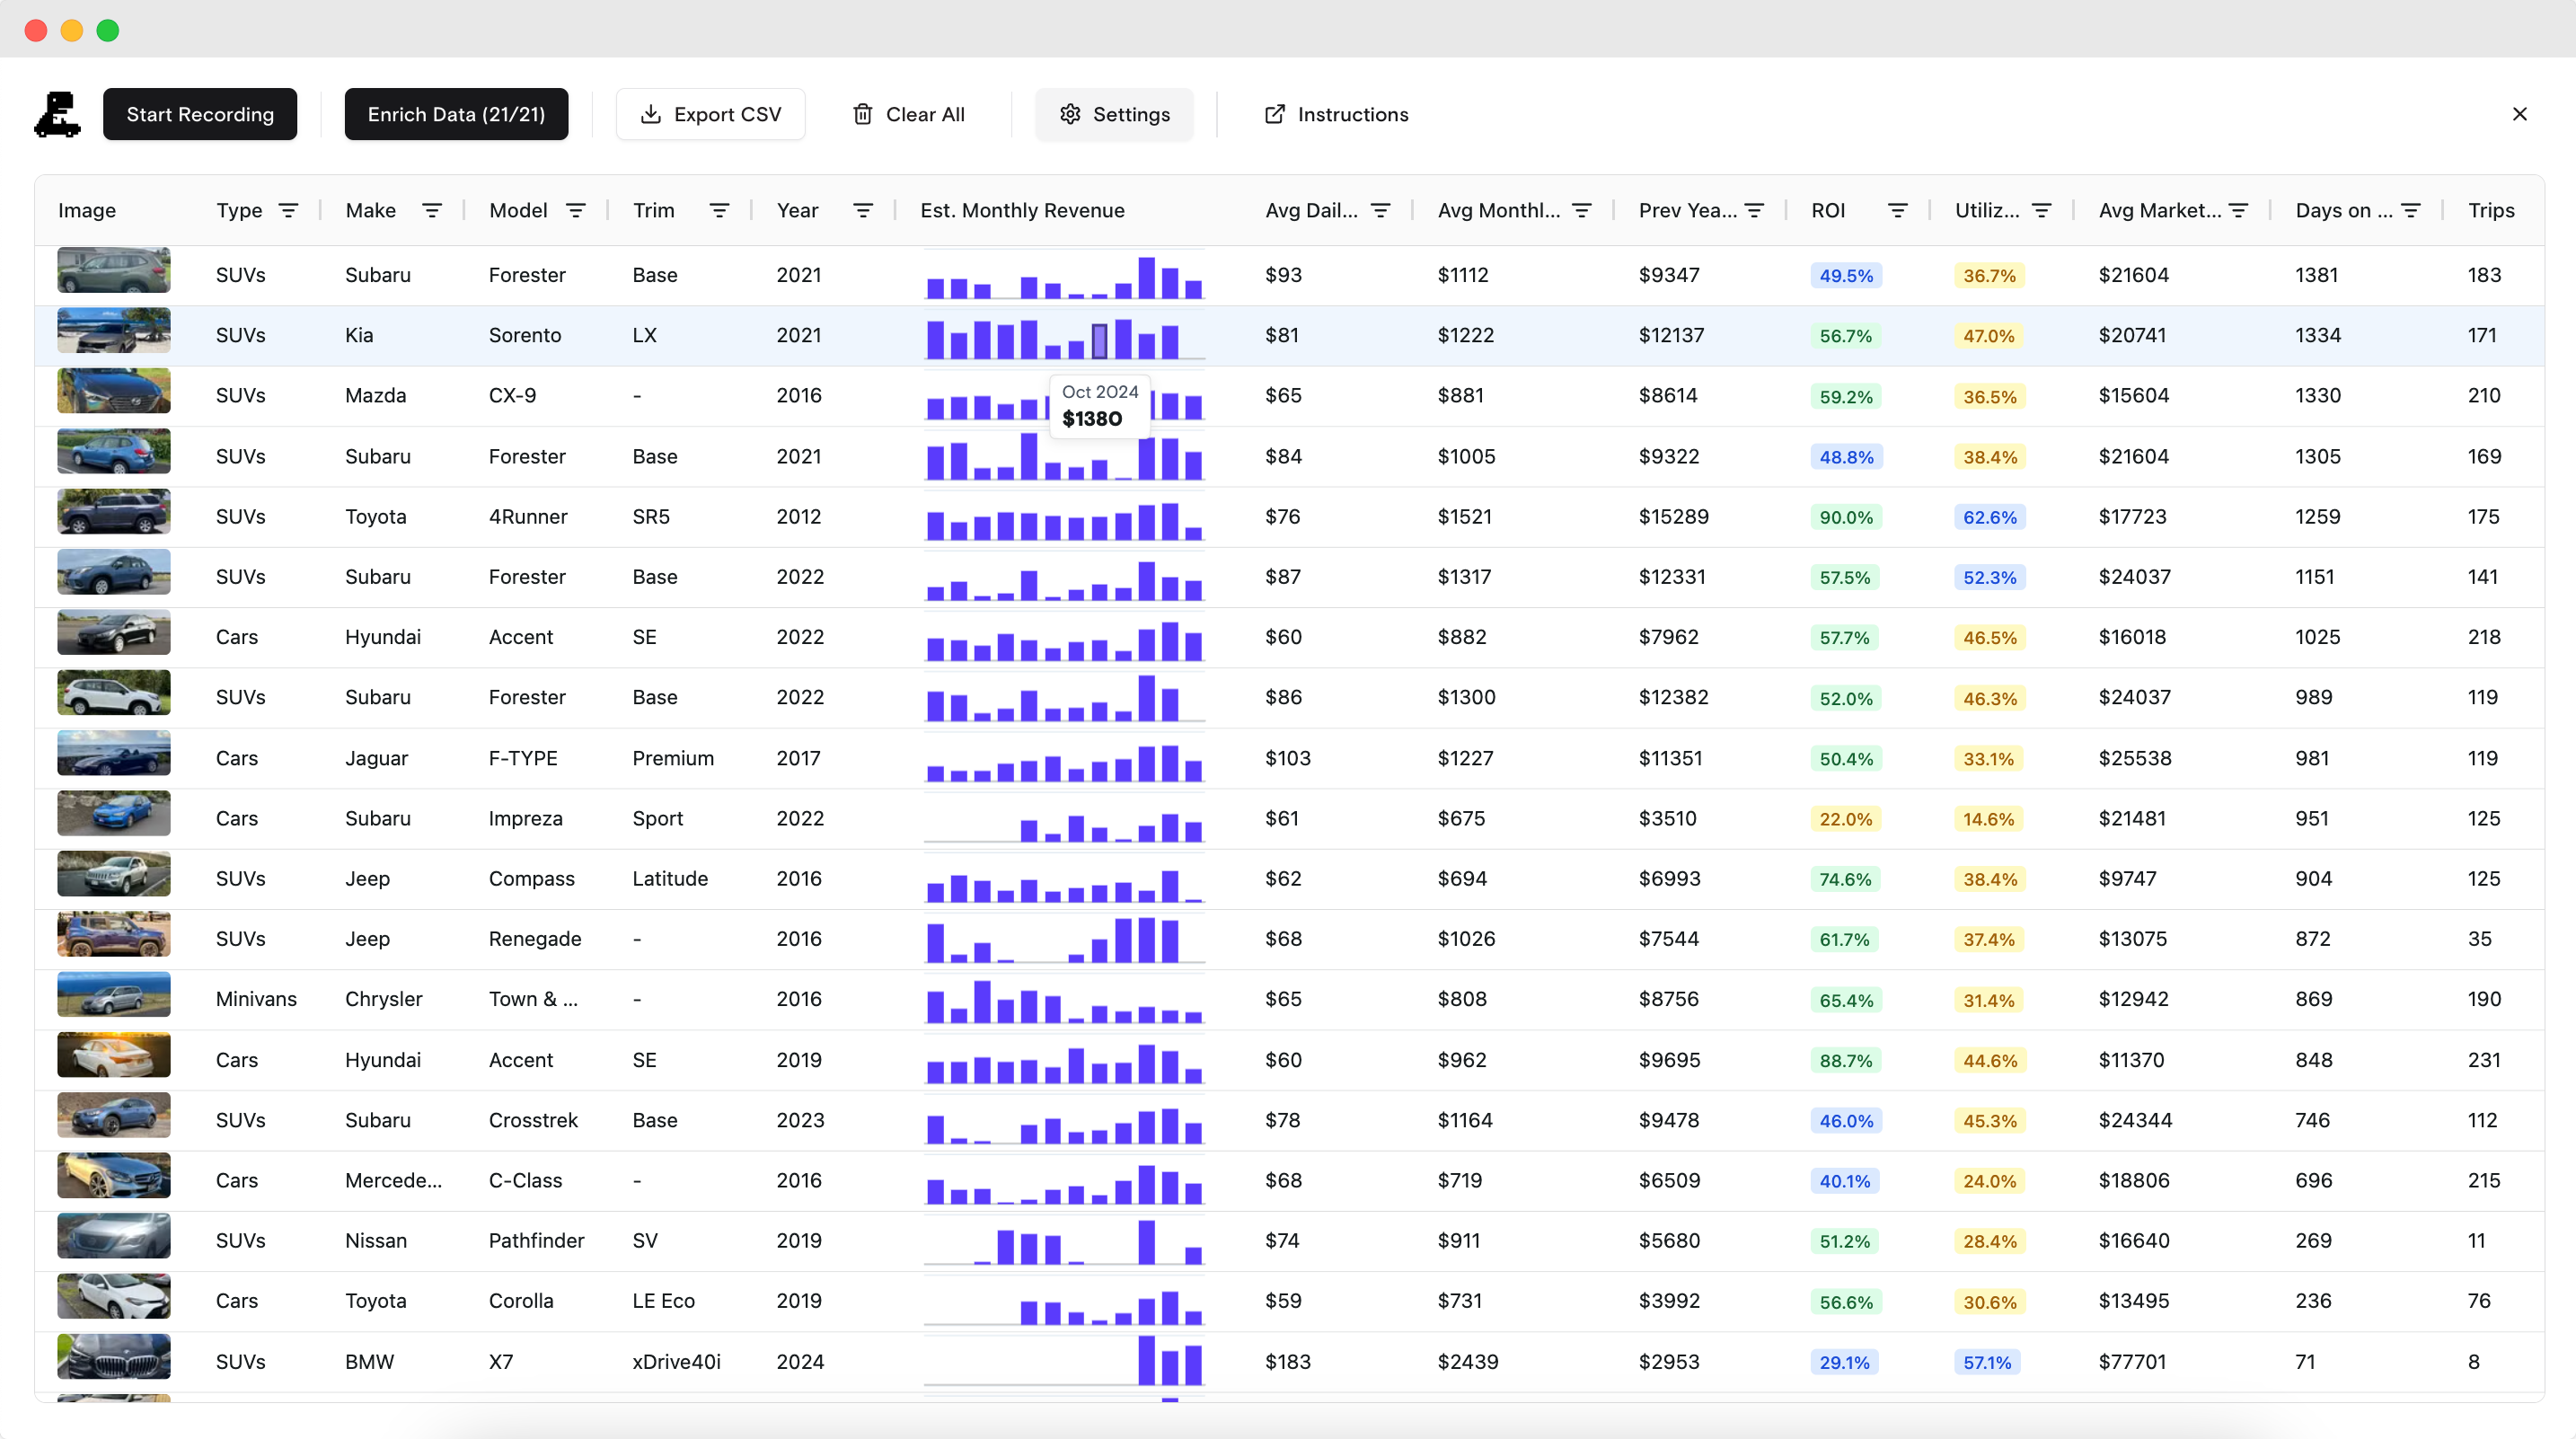 Start Recording Enrich Data (21/21) Export CSV Clear All Settings Instructions
Image Type Make Model Trim Year Est. Monthly Revenue Avg Dail... Avg Monthl... Prev Yea... ROI Utiliz... Avg Market... Days on ... Trips
SUVs Subaru Forester Base 2021 $93 $1112 $9347 49.5% 36.7% $21604 1381 183
SUVs Kia Sorento LX 2021 $81 $1222 $12137 56.7% 47.0% $20741 1334 171
SUVs Mazda CX-9 - 2016 $65 $881 $8614 59.2% 36.5% $15604 1330 210
Oct 2024
$1380
SUVs Subaru Forester Base 2021 $84 $1005 $9322 48.8% 38.4% $21604 1305 169
SUVs Toyota 4Runner SR5 2012 $76 $1521 $15289 90.0% 62.6% $17723 1259 175
SUVs Subaru Forester Base 2022 $87 $1317 $12331 57.5% 52.3% $24037 1151 141
Cars Hyundai Accent SE 2022 $60 $882 $7962 57.7% 46.5% $16018 1025 218
SUVs Subaru Forester Base 2022 $86 $1300 $12382 52.0% 46.3% $24037 989 119
Cars Jaguar F-TYPE Premium 2017 $103 $1227 $11351 50.4% 33.1% $25538 981 119
Cars Subaru Impreza Sport 2022 $61 $675 $3510 22.0% 14.6% $21481 951 125
SUVs Jeep Compass Latitude 2016 $62 $694 $6993 74.6% 38.4% $9747 904 125
SUVs Jeep Renegade - 2016 $68 $1026 $7544 61.7% 37.4% $13075 872 35
Minivans Chrysler Town & ... - 2016 $65 $808 $8756 65.4% 31.4% $12942 869 190
Cars Hyundai Accent SE 2019 $60 $962 $9695 88.7% 44.6% $11370 848 231
SUVs Subaru Crosstrek Base 2023 $78 $1164 $9478 46.0% 45.3% $24344 746 112
Cars Mercede... C-Class - 2016 $68 $719 $6509 40.1% 24.0% $18806 696 215
SUVs Nissan Pathfinder SV 2019 $74 $911 $5680 51.2% 28.4% $16640 269 11
Cars Toyota Corolla LE Eco 2019 $59 $731 $3992 56.6% 30.6% $13495 236 76
SUVs BMW X7 xDrive40i 2024 $183 $2439 $2953 29.1% 57.1% $77701 71 8